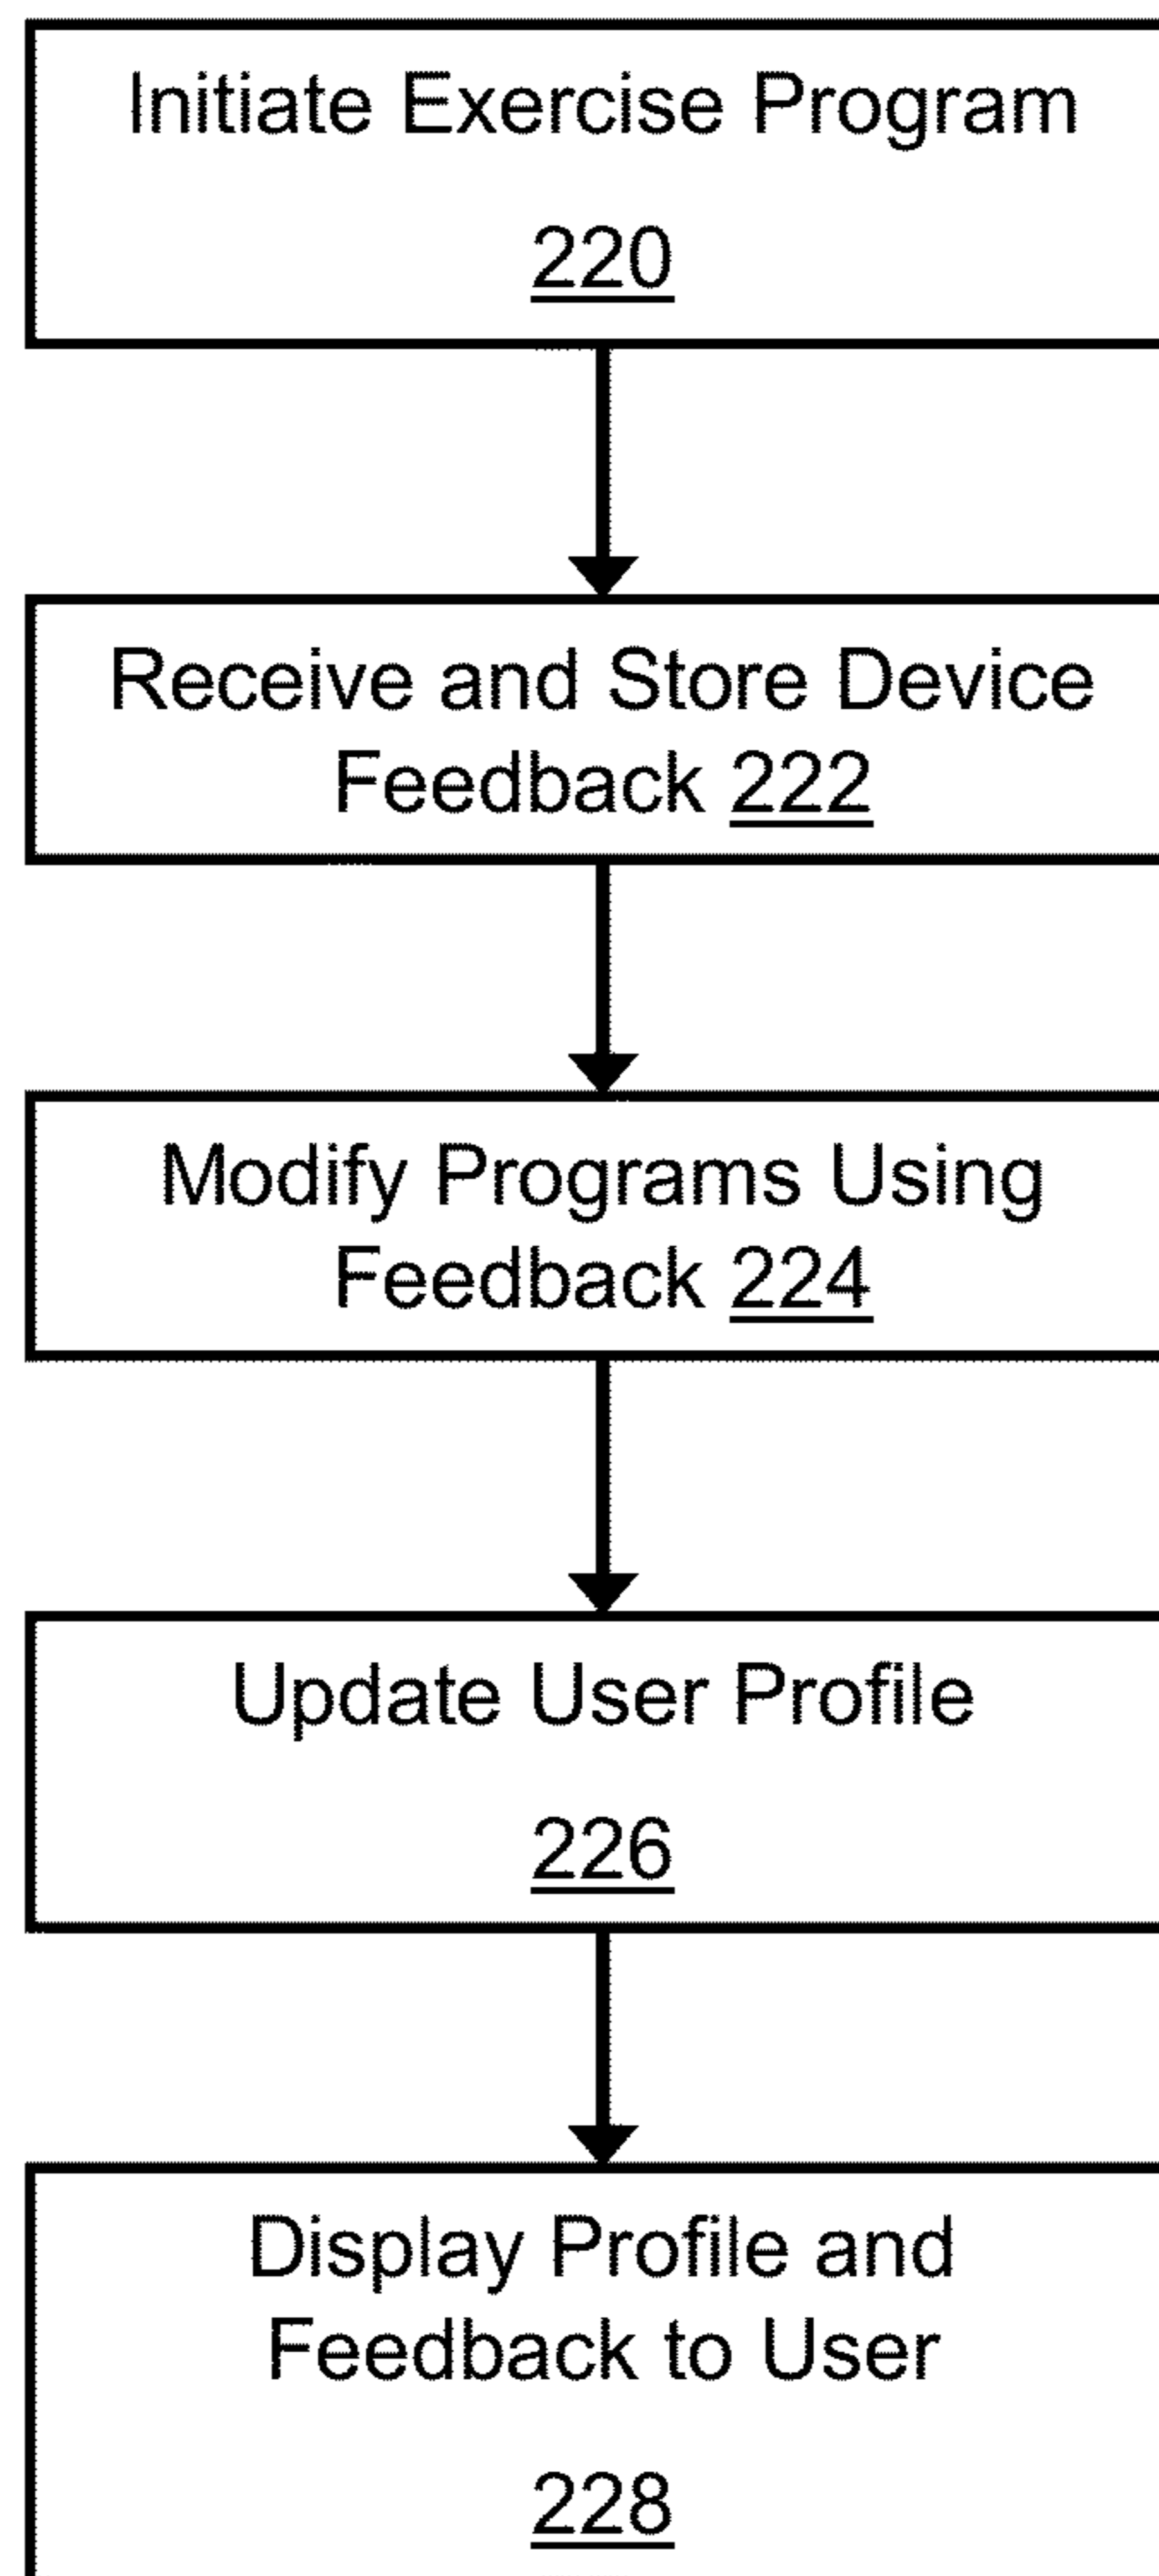 Initiate Exercise Program
220
Receive and Store Device
Feedback 222
Modify Programs Using
Feedback 224
Update User Profile
226
Display Profile and
Feedback to User
228